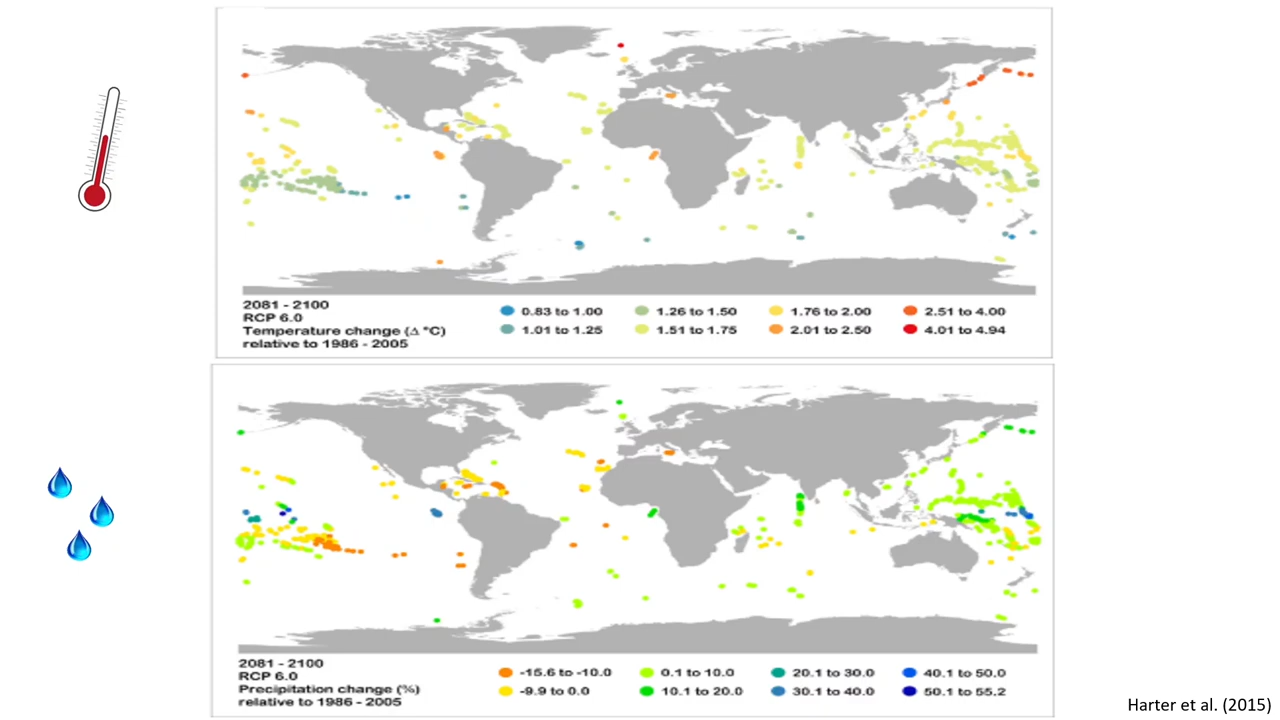 2081 - 2100
RCP 6.0
Temperature change (Δ °C)
relative to 1986 - 2005
0.83 to 1.00
1.01 to 1.25
1.26 to 1.50
1.51 to 1.75
1.76 to 2.00
2.01 to 2.50
2.51 to 4.00
4.01 to 4.94
2081 - 2100
RCP 6.0
Precipitation change (%)
relative to 1986 - 2005
-15.6 to -10.0
-9.9 to 0.0
0.1 to 10.0
10.1 to 20.0
20.1 to 30.0
30.1 to 40.0
40.1 to 50.0
50.1 to 55.2
Harter et al. (2015)